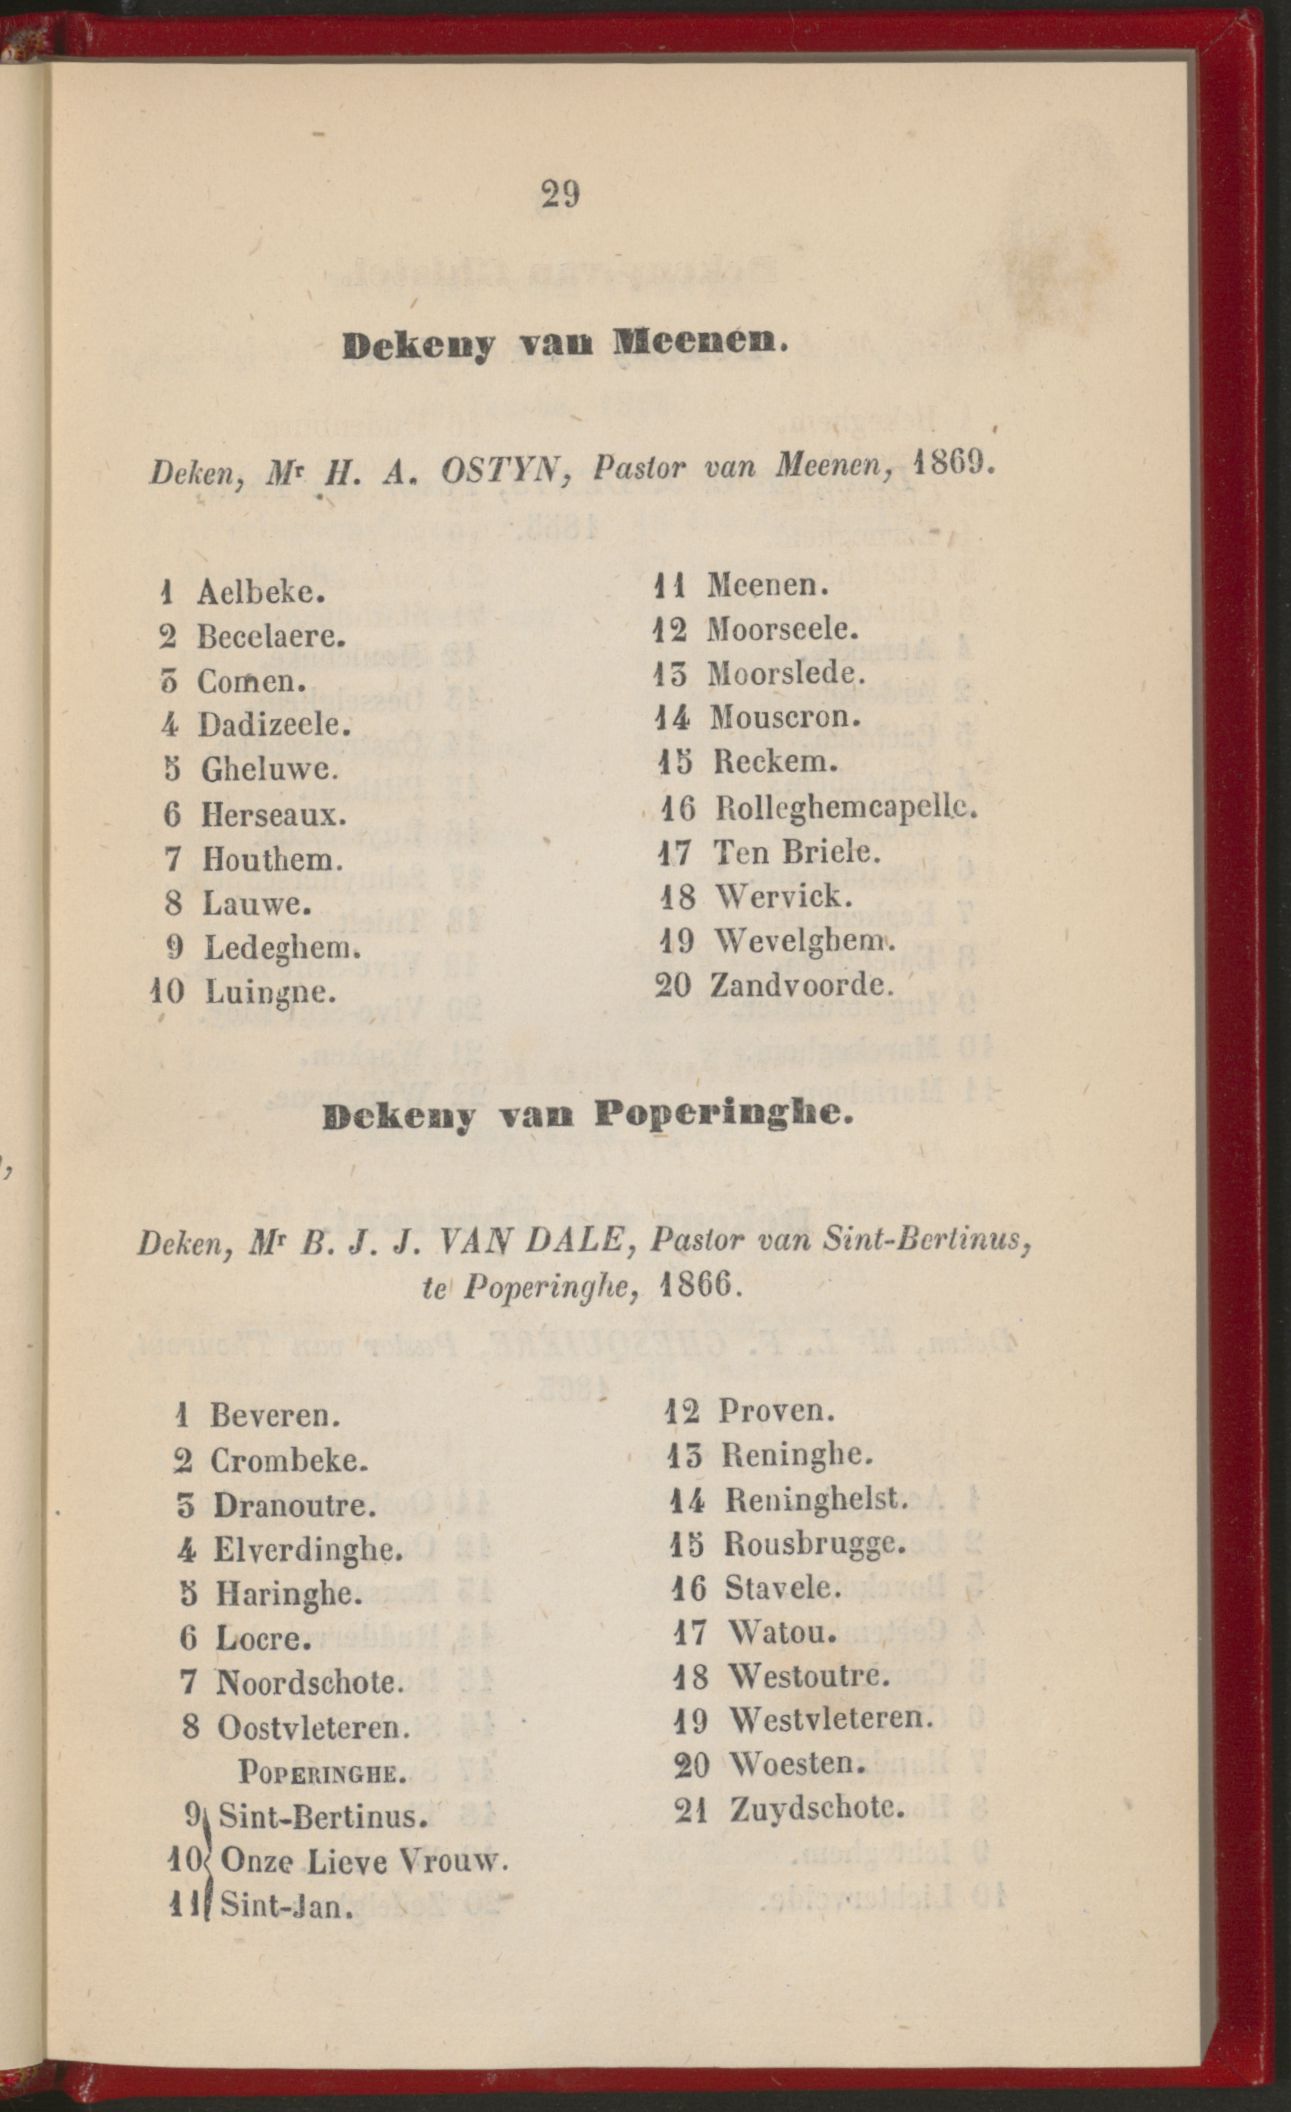 29
Dekeny van Meenen.
Deken, Mr H. A. OSTYN, Pastor van Meenen, 1869.
1 Aelbeke.
2 Becelaere.
3 Comen.
4 Dadizeele.
5 Gheluwe.
6 Herseaux.
7 Houthem.
8 Lauwe.
9 Ledeghem.
10 Luingne.
11 Meenen.
12 Moorseele.
13 Moorslede.
14 Mouscron.
15 Reckem.
16 Rolleghemcapelle.
17 Ten Briele.
18 Wervick.
19 Wevelghem.
20 Zandvoorde.
Dekeny van Poperinghe.
Deken, Mr B. J. J. VAN DALE, Pastor van Sint-Bertinus,
te Poperinghe, 1866.
1 Beveren.
2 Crombeke.
3 Dranoutre.
4 Elverdinghe.
5 Haringhe.
6 Locre.
7 Noordschote.
8 Oostvleteren.
POPERINGHE.
9 Sint-Bertinus.
10 Onze Lieve Vrouw.
11 Sint-Jan.
12 Proven.
13 Reninghe.
14 Reninghelst.
15 Rousbrugge.
16 Stavele.
17 Watou.
18 Westoutre.
19 Westvleteren.
20 Woesten.
21 Zuydschote.